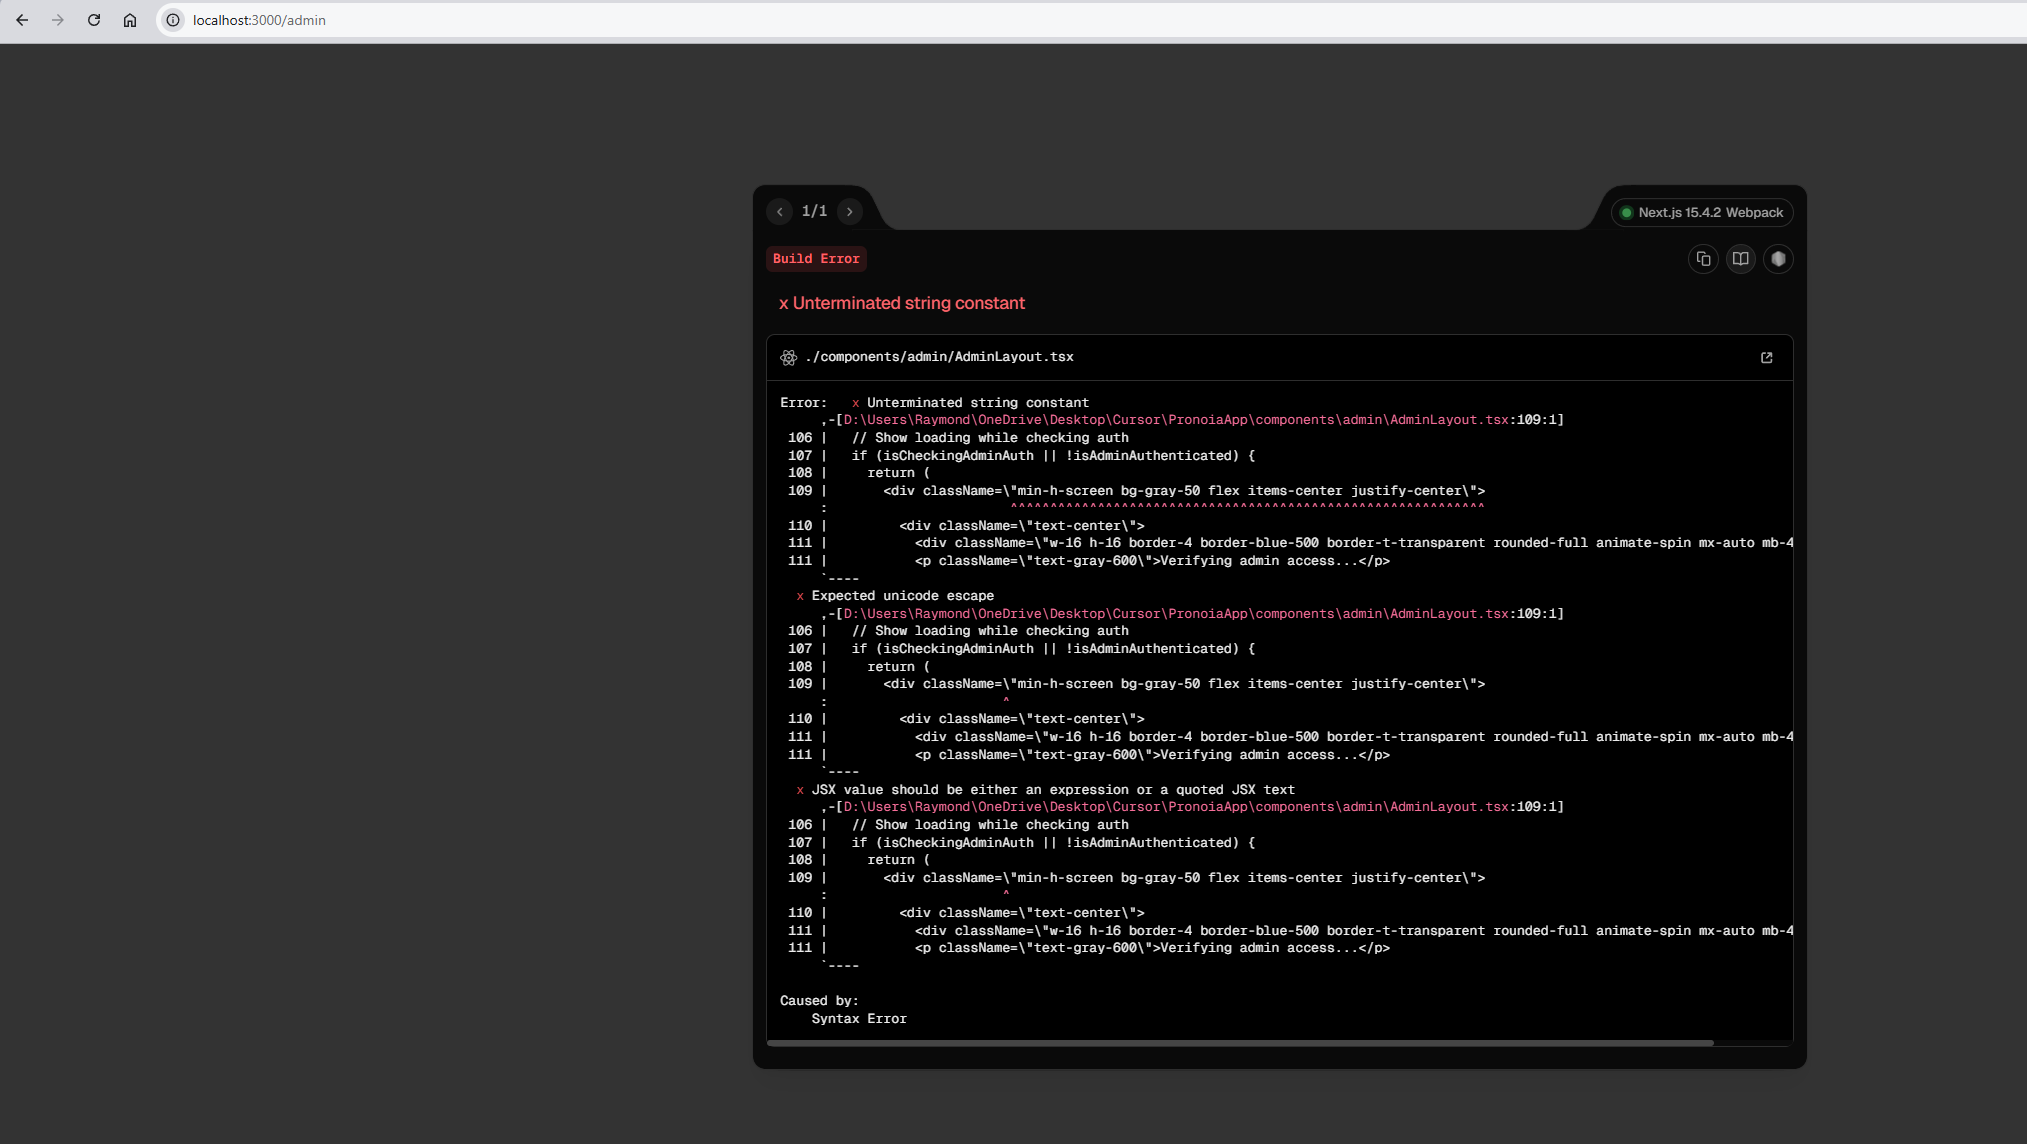 localhost:3000/admin
1/1
Next.js 15.4.2 Webpack
Build Error
x Unterminated string constant
./components/admin/AdminLayout.tsx
Error:   x Unterminated string constant
,-[D:\Users\Raymond\OneDrive\Desktop\Cursor\PronoiaApp\components\admin\AdminLayout.tsx:109:1]
106 |   // Show loading while checking auth
107 |   if (isCheckingAdminAuth || !isAdminAuthenticated) {
108 |     return (
109 |       <div className=\"min-h-screen bg-gray-50 flex items-center justify-center\">
:                       ^^^^^^^^^^^^^^^^^^^^^^^^^^^^^^^^^^^^^^^^^^^^^^^^^^^^^^^^^^^^
110 |         <div className=\"text-center\">
111 |           <div className=\"w-16 h-16 border-4 border-blue-500 border-t-transparent rounded-full animate-spin mx-auto mb-4
111 |           <p className=\"text-gray-600\">Verifying admin access...</p>
`----
x Expected unicode escape
,-[D:\Users\Raymond\OneDrive\Desktop\Cursor\PronoiaApp\components\admin\AdminLayout.tsx:109:1]
106 |   // Show loading while checking auth
107 |   if (isCheckingAdminAuth || !isAdminAuthenticated) {
108 |     return (
109 |       <div className=\"min-h-screen bg-gray-50 flex items-center justify-center\">
:                      ^
110 |         <div className=\"text-center\">
111 |           <div className=\"w-16 h-16 border-4 border-blue-500 border-t-transparent rounded-full animate-spin mx-auto mb-4
111 |           <p className=\"text-gray-600\">Verifying admin access...</p>
`----
x JSX value should be either an expression or a quoted JSX text
,-[D:\Users\Raymond\OneDrive\Desktop\Cursor\PronoiaApp\components\admin\AdminLayout.tsx:109:1]
106 |   // Show loading while checking auth
107 |   if (isCheckingAdminAuth || !isAdminAuthenticated) {
108 |     return (
109 |       <div className=\"min-h-screen bg-gray-50 flex items-center justify-center\">
:                      ^
110 |         <div className=\"text-center\">
111 |           <div className=\"w-16 h-16 border-4 border-blue-500 border-t-transparent rounded-full animate-spin mx-auto mb-4
111 |           <p className=\"text-gray-600\">Verifying admin access...</p>
`----
Caused by:
Syntax Error